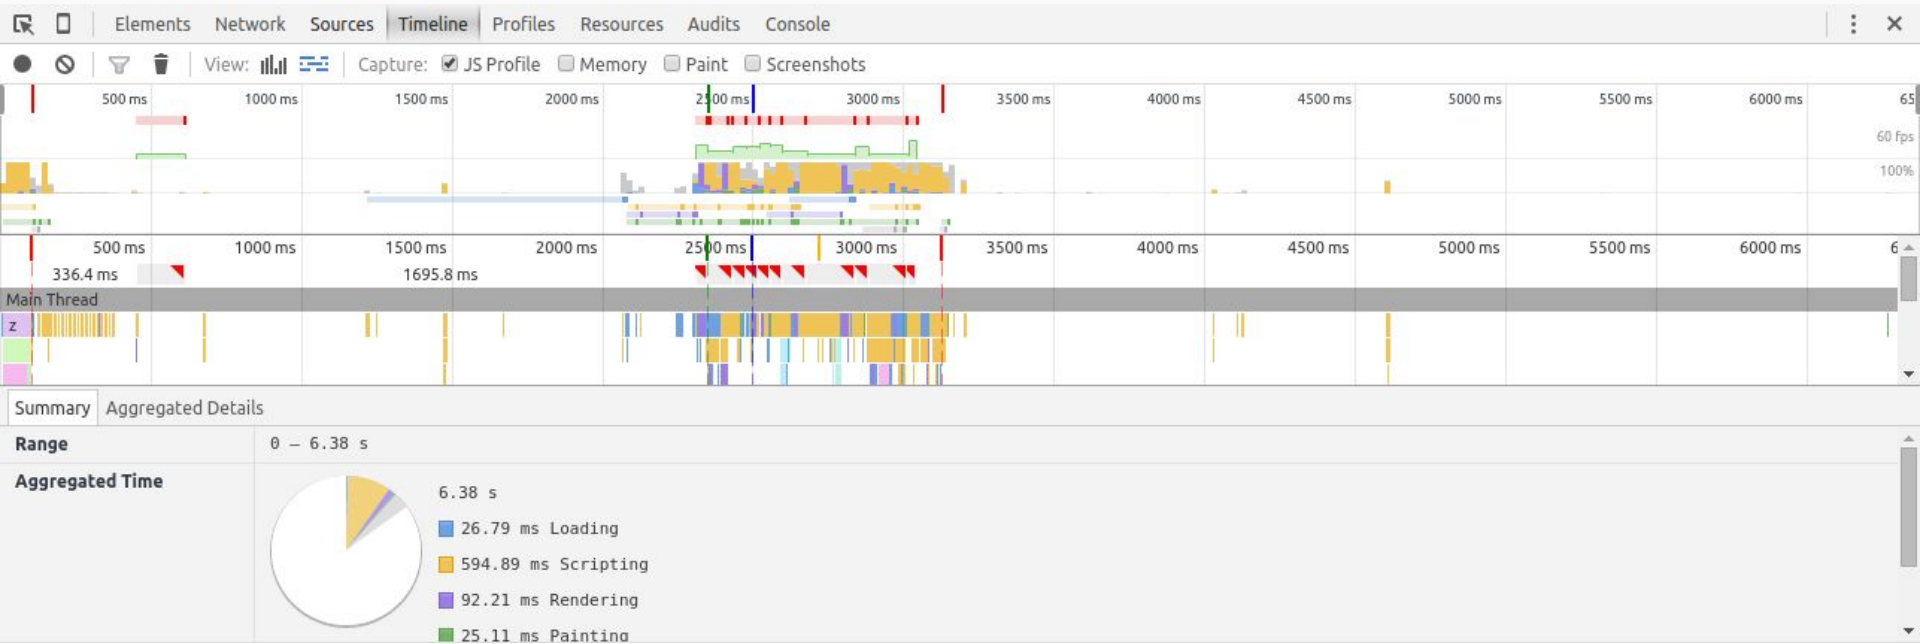 Elements Network Sources Timeline Profiles Resources Audits Console
View: Capture: JS Profile Memory Paint Screenshots
500 ms 1000 ms 1500 ms 2000 ms 2500 ms 3000 ms 3500 ms 4000 ms 4500 ms 5000 ms 5500 ms 6000 ms 65
60 fps
100%
500 ms 1000 ms 1500 ms 2000 ms 2500 ms 3000 ms 3500 ms 4000 ms 4500 ms 5000 ms 5500 ms 6000 ms 6
336.4 ms 1695.8 ms
Main Thread
z
Summary Aggregated Details
Range 0 – 6.38 s
Aggregated Time
6.38 s
26.79 ms Loading
594.89 ms Scripting
92.21 ms Rendering
25.11 ms Painting